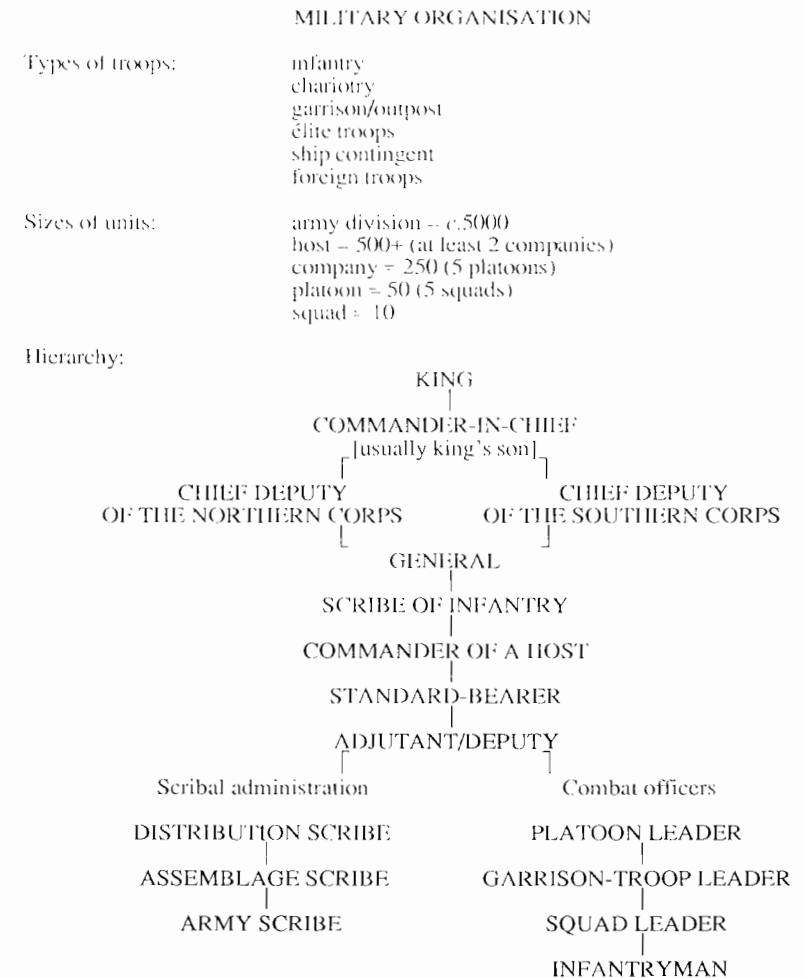 MILITARY ORGANISATION
Types of troops: infantry
chariotry
garrison/outpost
élite troops
ship contingent
foreign troops
Sizes of units: army division – c.5000
host – 500+ (at least 2 companies)
company = 250 (5 platoons)
platoon = 50 (5 squads)
squad = 10
Hierarchy:
KING
COMMANDER-IN-CHIEF
[usually king's son]
CHIEF DEPUTY CHIEF DEPUTY
OF THE NORTHERN CORPS OF THE SOUTHERN CORPS
GENERAL
SCRIBE OF INFANTRY
COMMANDER OF A HOST
STANDARD-BEARER
ADJUTANT/DEPUTY
Scribal administration Combat officers
DISTRIBUTION SCRIBE PLATOON LEADER
ASSEMBLAGE SCRIBE GARRISON-TROOP LEADER
ARMY SCRIBE SQUAD LEADER
INFANTRYMAN